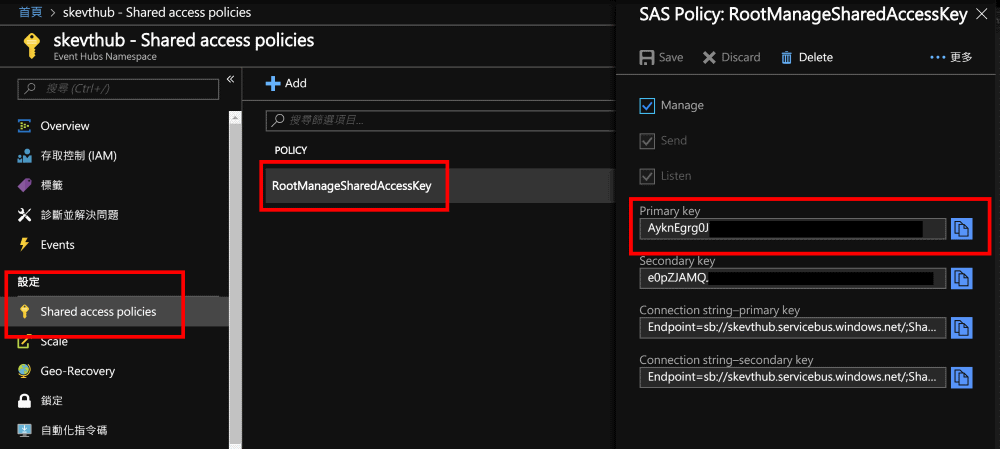 首頁 > skevthub - Shared access policies
skevthub - Shared access policies
Event Hubs Namespace
搜尋 (Ctrl+/)
«
Overview
存取控制 (IAM)
標籤
診斷並解決問題
Events
設定
Shared access policies
Scale
Geo-Recovery
鎖定
自動化指令碼
Add
搜尋篩選項目...
POLICY
RootManageSharedAccessKey
SAS Policy: RootManageSharedAccessKey
Save
Discard
Delete
更多
Manage
Send
Listen
Primary key
AyknEgrg0J
Secondary key
e0pZJAMQ.
Connection string–primary key
Endpoint=sb://skevthub.servicebus.windows.net/;Sha...
Connection string–secondary key
Endpoint=sb://skevthub.servicebus.windows.net/;Sha...